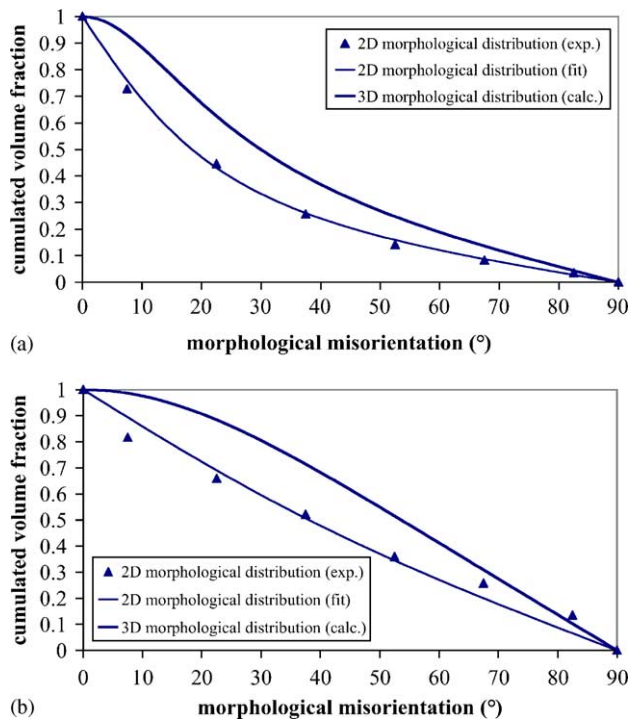 1
0.9
0.8
0.7
0.6
0.5
0.4
0.3
0.2
0.1
0
cumulated volume fraction
2D morphological distribution (exp.)
2D morphological distribution (fit)
3D morphological distribution (calc.)
0 10 20 30 40 50 60 70 80 90
(a) morphological misorientation (°)
1
0.9
0.8
0.7
0.6
0.5
0.4
0.3
0.2
0.1
0
cumulated volume fraction
2D morphological distribution (exp.)
2D morphological distribution (fit)
3D morphological distribution (calc.)
0 10 20 30 40 50 60 70 80 90
(b) morphological misorientation (°)